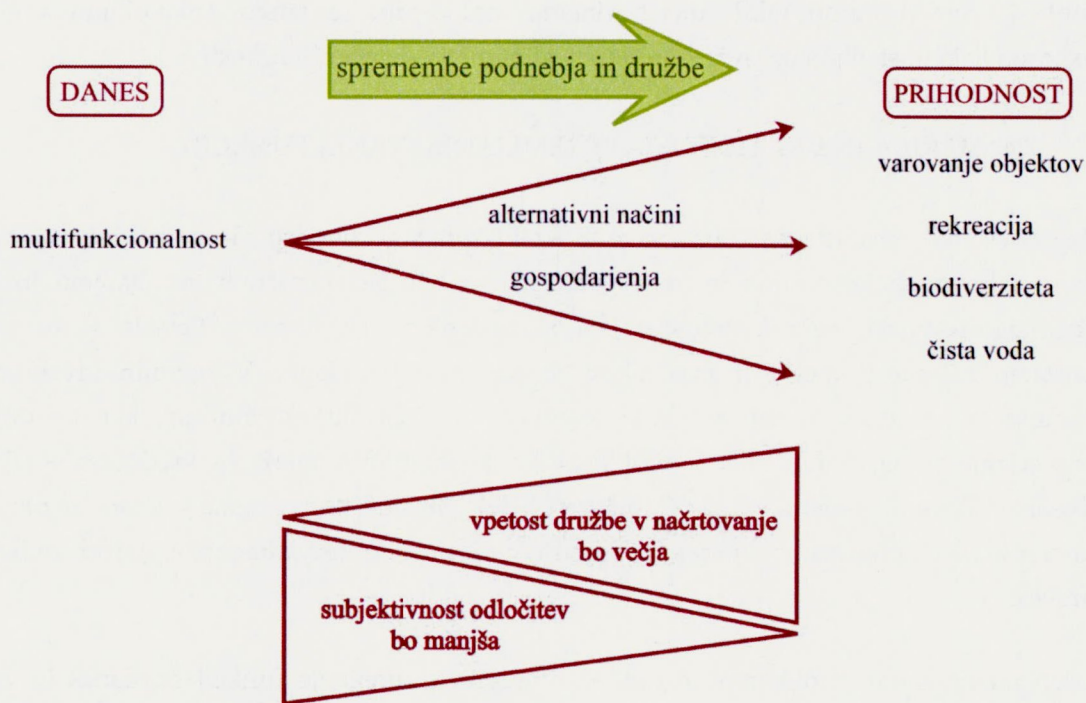 spremembe podnebja in družbe
DANES
PRIHODNOST
varovanje objektov
alternativni načini
rekreacija
multifunkcionalnost
gospodarjenja
biodiverziteta
čista voda
vpetost družbe v načrtovanje
bo večja
subjektivnost odločitev
bo manjša